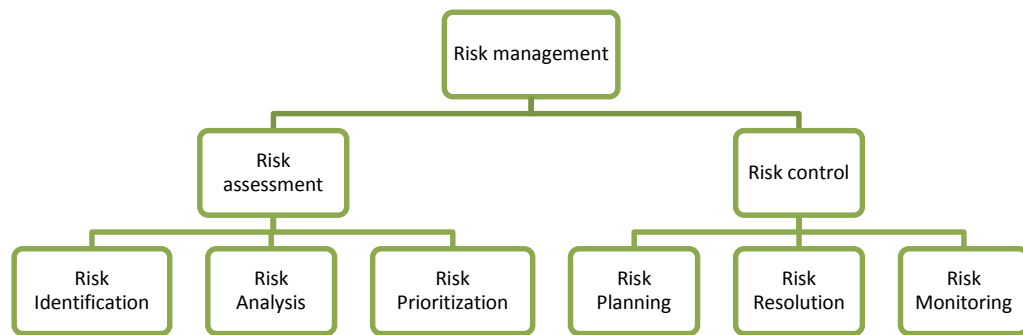 Risk management
Risk
assessment
Risk control
Risk
Identification
Risk
Analysis
Risk
Prioritization
Risk
Planning
Risk
Resolution
Risk
Monitoring